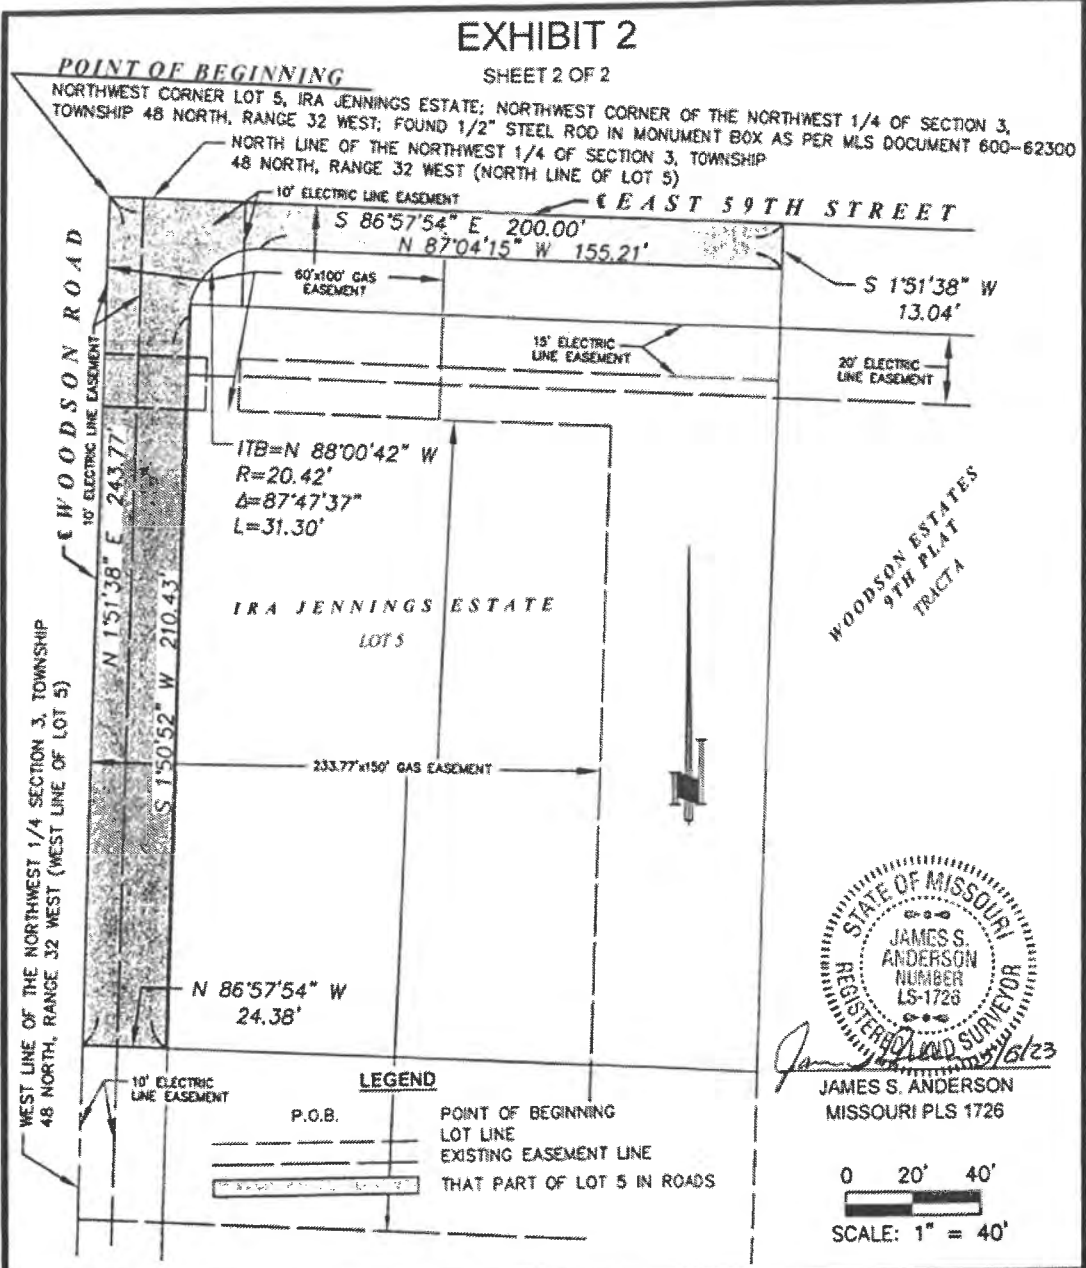 EXHIBIT 2
SHEET 2 OF 2
POINT OF BEGINNING
NORTHWEST CORNER LOT 5, IRA JENNINGS ESTATE; NORTHWEST CORNER OF THE NORTHWEST 1/4 OF SECTION 3,
TOWNSHIP 48 NORTH, RANGE 32 WEST; FOUND 1/2" STEEL ROD IN MONUMENT BOX AS PER MLS DOCUMENT 600-62300
NORTH LINE OF THE NORTHWEST 1/4 OF SECTION 3, TOWNSHIP
48 NORTH, RANGE 32 WEST (NORTH LINE OF LOT 5)
10' ELECTRIC LINE EASEMENT
℄ EAST 59TH STREET
S 86°57'54" E 200.00'
N 87°04'15" W 155.21'
60'x100' GAS
EASEMENT
S 1°51'38" W
13.04'
15' ELECTRIC
LINE EASEMENT
20' ELECTRIC
LINE EASEMENT
℄ WOODSON ROAD
10' ELECTRIC LINE EASEMENT
N 1°51'38" E 243.77'
S 1°50'52" W 210.43'
ITB=N 88°00'42" W
R=20.42'
Δ=87°47'37"
L=31.30'
WOODSON ESTATES
9TH PLAT
TRACT A
IRA JENNINGS ESTATE
LOT 5
WEST LINE OF THE NORTHWEST 1/4 SECTION 3, TOWNSHIP
48 NORTH, RANGE 32 WEST (WEST LINE OF LOT 5)
233.77'x150' GAS EASEMENT
N
N 86°57'54" W
24.38'
STATE OF MISSOURI
JAMES S.
ANDERSON
NUMBER
LS-1726
REGISTERED LAND SURVEYOR
JAMES S. ANDERSON
MISSOURI PLS 1726
10' ELECTRIC
LINE EASEMENT
LEGEND
P.O.B. POINT OF BEGINNING
LOT LINE
EXISTING EASEMENT LINE
THAT PART OF LOT 5 IN ROADS
0 20' 40'
SCALE: 1" = 40'